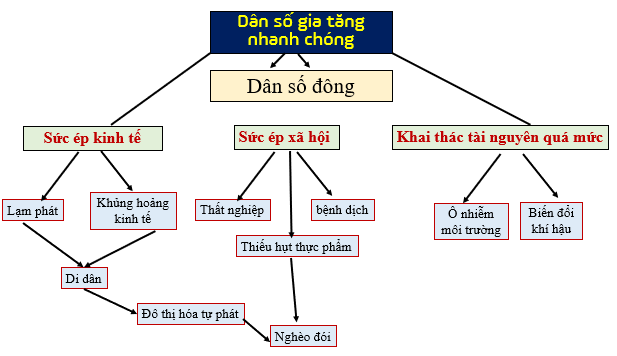 Dân số gia tăng
nhanh chóng
Dân số đông
Sức ép kinh tế
Sức ép xã hội
Khai thác tài nguyên quá mức
Lạm phát
Khủng hoảng
kinh tế
Thất nghiệp
bệnh dịch
Ô nhiễm
môi trường
Biến đổi
khí hậu
Thiếu hụt thực phẩm
Di dân
Đô thị hóa tự phát
Nghèo đói